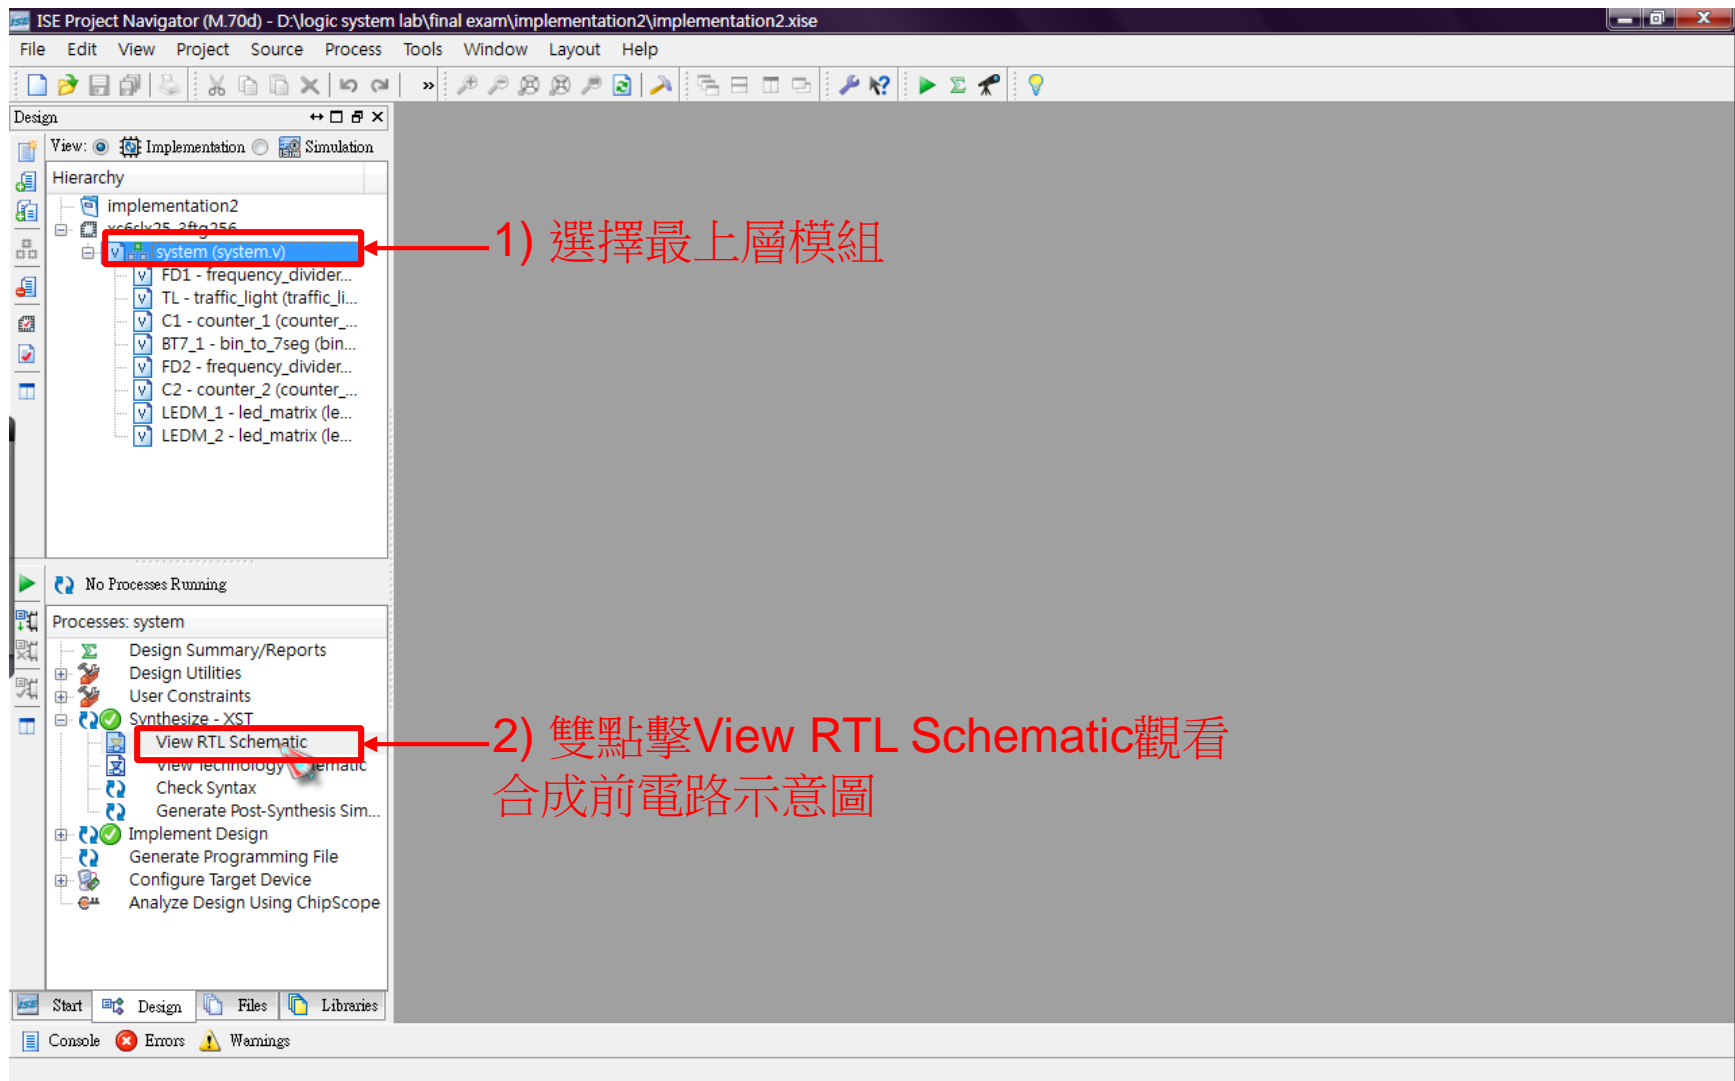 ISE Project Navigator (M.70d) - D:\logic system lab\final exam\implementation2\implementation2.xise
File Edit View Project Source Process Tools Window Layout Help
Design
View: Implementation Simulation
Hierarchy
implementation2
xc6slx25-3ftg256
system (system.v)
FD1 - frequency_divider...
TL - traffic_light (traffic_li...
C1 - counter_1 (counter_...
BT7_1 - bin_to_7seg (bin...
FD2 - frequency_divider...
C2 - counter_2 (counter_...
LEDM_1 - led_matrix (le...
LEDM_2 - led_matrix (le...
1) 選擇最上層模組
No Processes Running
Processes: system
Design Summary/Reports
Design Utilities
User Constraints
Synthesize - XST
View RTL Schematic
View Technology Schematic
Check Syntax
Generate Post-Synthesis Sim...
Implement Design
Generate Programming File
Configure Target Device
Analyze Design Using ChipScope
2) 雙點擊View RTL Schematic觀看
合成前電路示意圖
Start Design Files Libraries
Console Errors Warnings